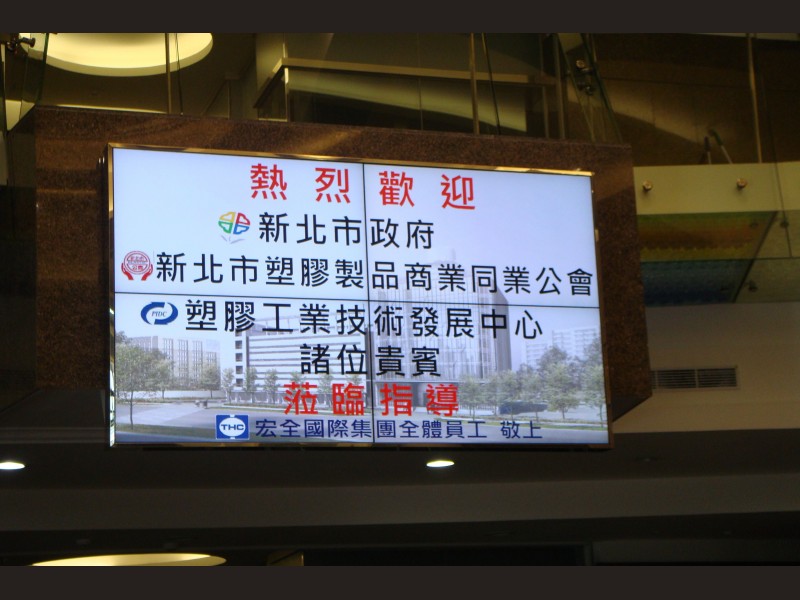 熱烈歡迎
新北市政府
新北市塑膠製品商業同業公會
PIDC 塑膠工業技術發展中心
諸位貴賓
蒞臨指導
THC 宏全國際集團全體員工 敬上